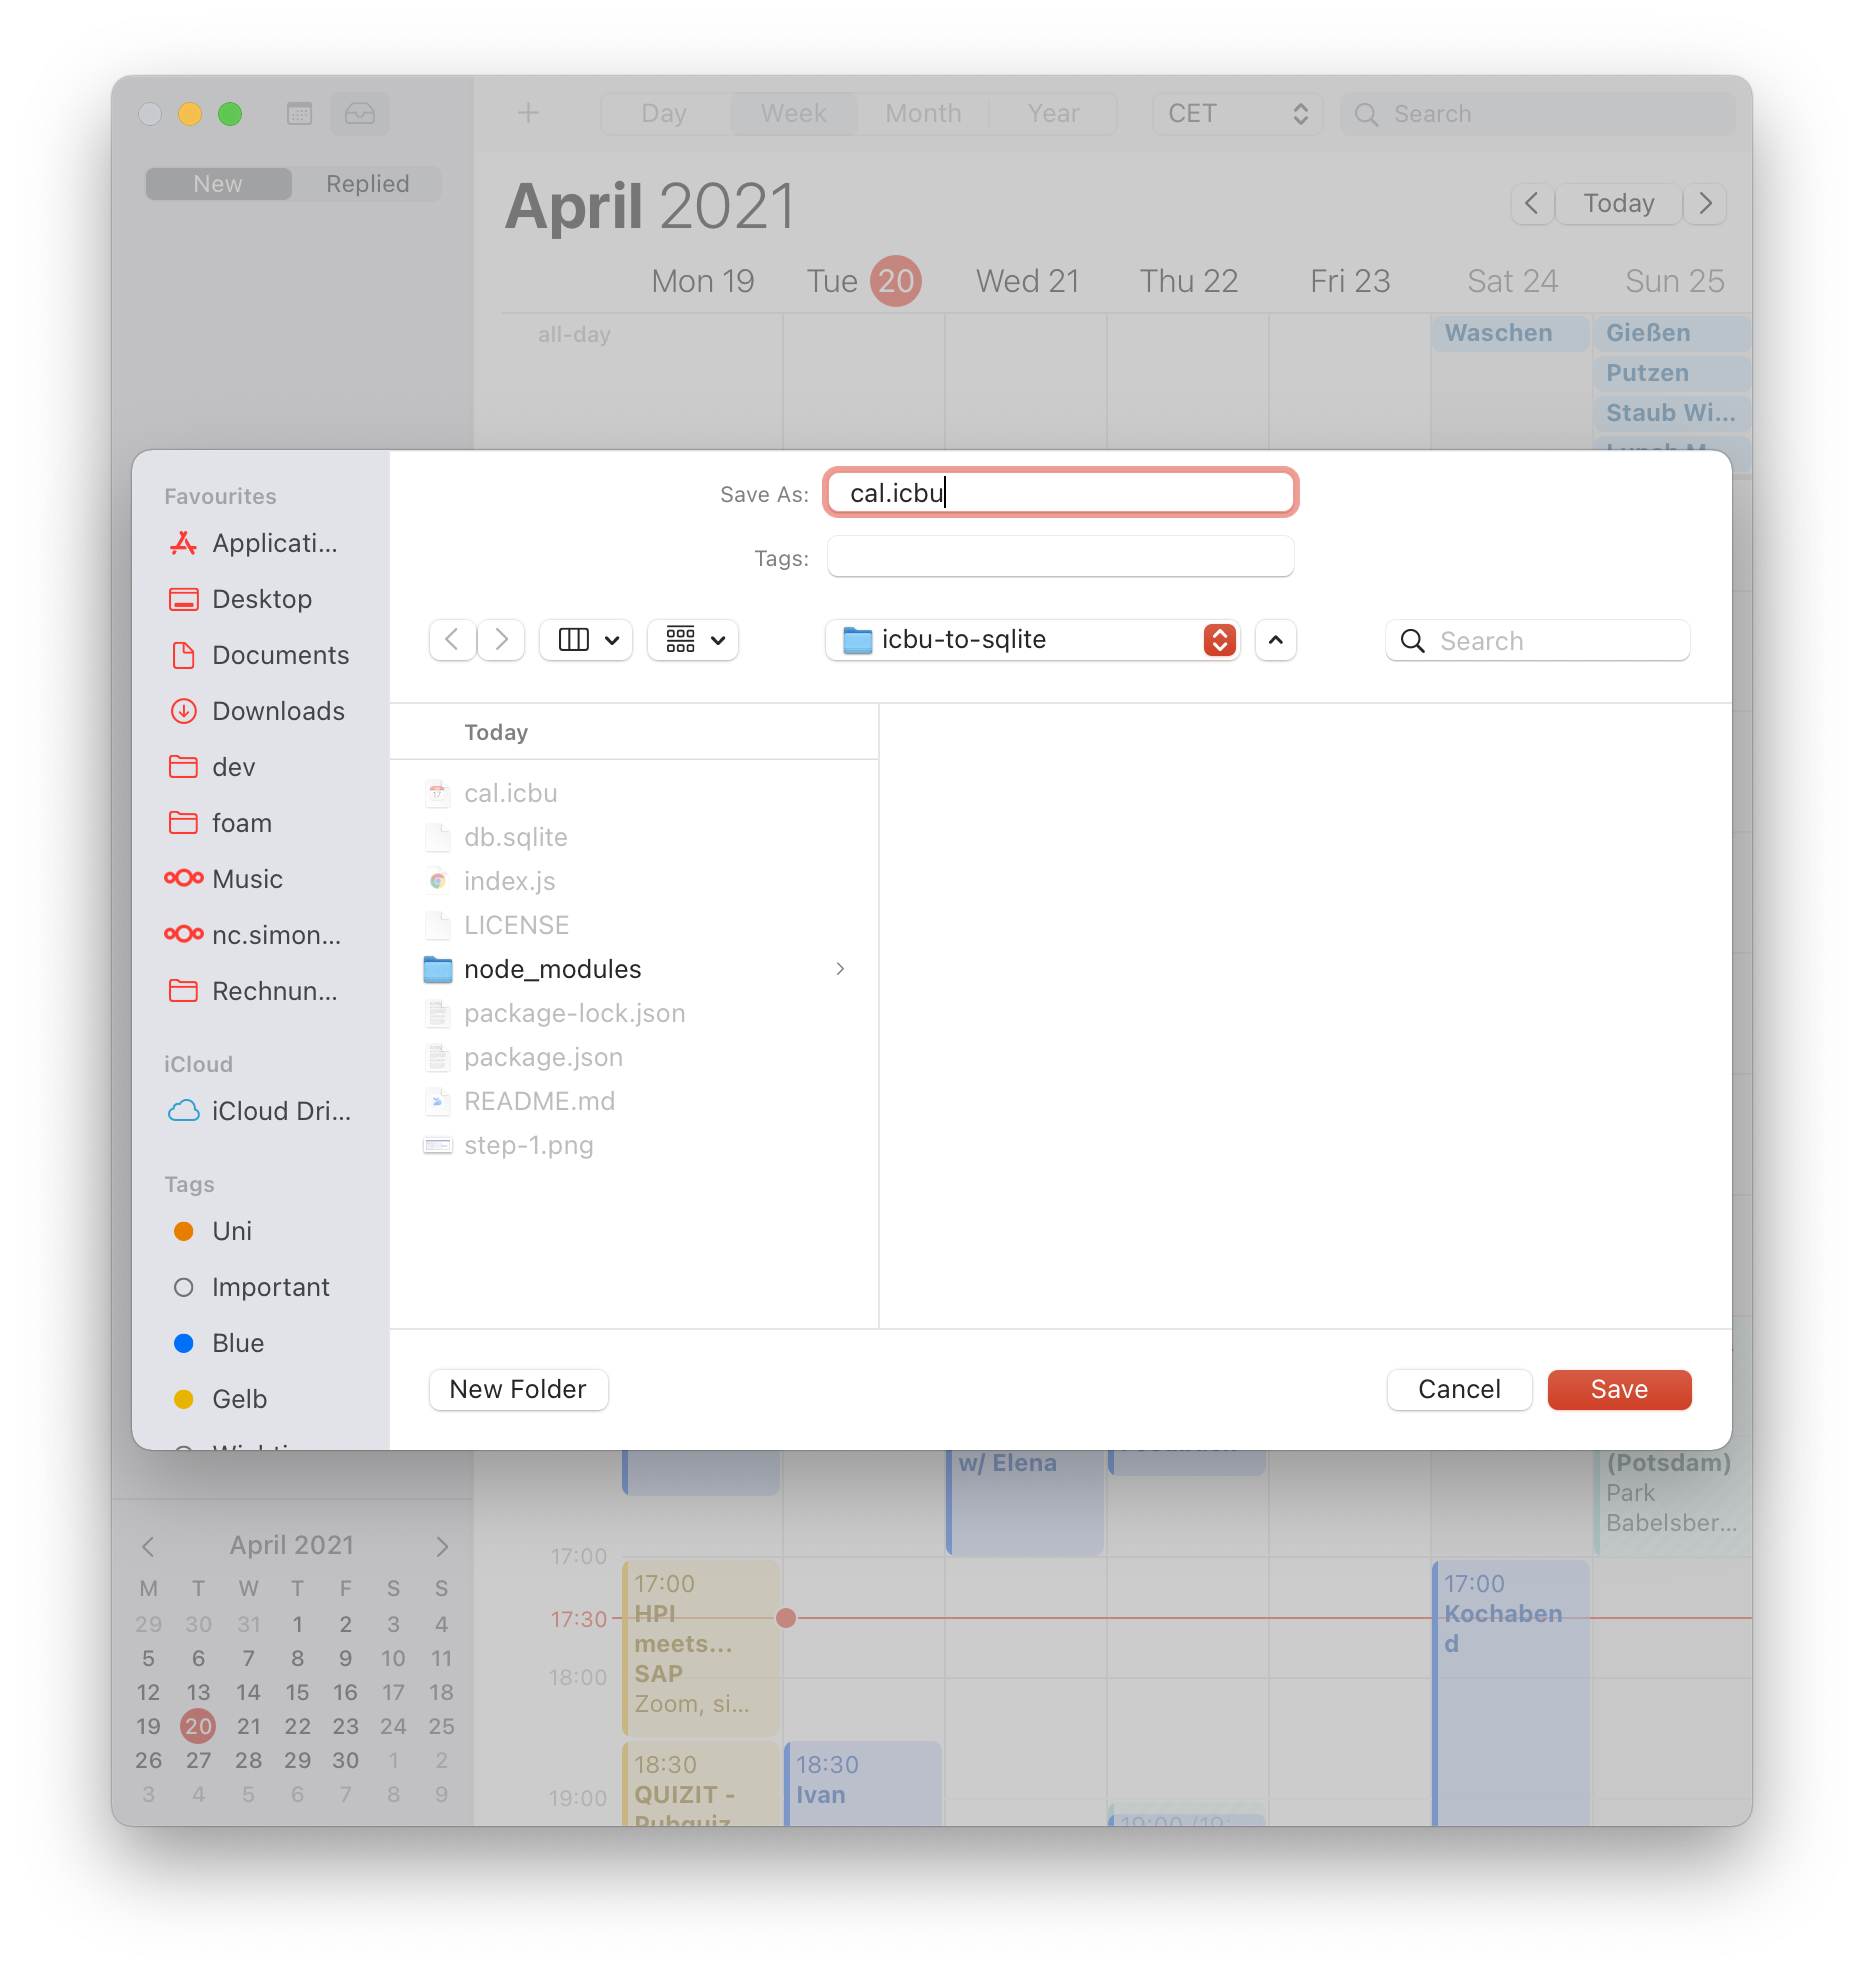 Day
Week
Month
Year
CET
Search
New
Replied
April 2021
Today
Mon 19
Tue 20
Wed 21
Thu 22
Fri 23
Sat 24
Sun 25
all-day
Waschen
Gießen
Putzen
Staub Wi...
Favourites
Applicati...
Desktop
Documents
Downloads
dev
foam
Music
nc.simon...
Rechnun...
iCloud
iCloud Dri...
Tags
Uni
Important
Blue
Gelb
Save As: cal.icbu
Tags:
icbu-to-sqlite
Search
Today
cal.icbu
db.sqlite
index.js
LICENSE
node_modules
package-lock.json
package.json
README.md
step-1.png
New Folder
Cancel
Save
w/ Elena
(Potsdam)
Park
Babelsber...
April 2021
M T W T F S S
29 30 31 1 2 3 4
5 6 7 8 9 10 11
12 13 14 15 16 17 18
19 20 21 22 23 24 25
26 27 28 29 30 1 2
3 4 5 6 7 8 9
17:00
17:30
18:00
19:00
17:00
HPI
meets...
SAP
Zoom, si...
18:30
QUIZIT -
Pubquiz
18:30
Ivan
17:00
Kochaben
d